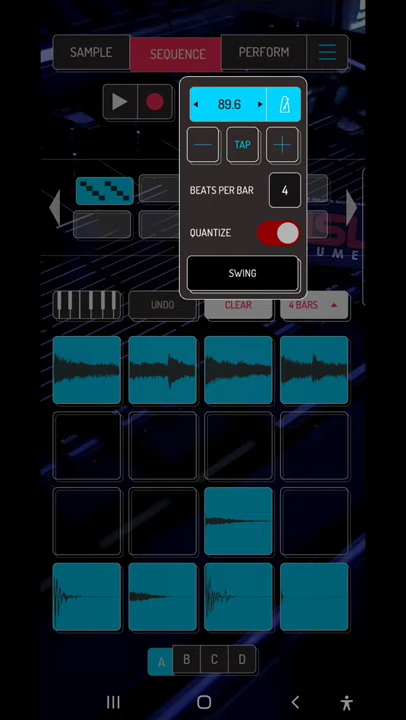 SAMPLE
SEQUENCE
PERFORM
89.6
TAP
BEATS PER BAR
4
QUANTIZE
SWING
UNDO
CLEAR
4 BARS
A
B
C
D